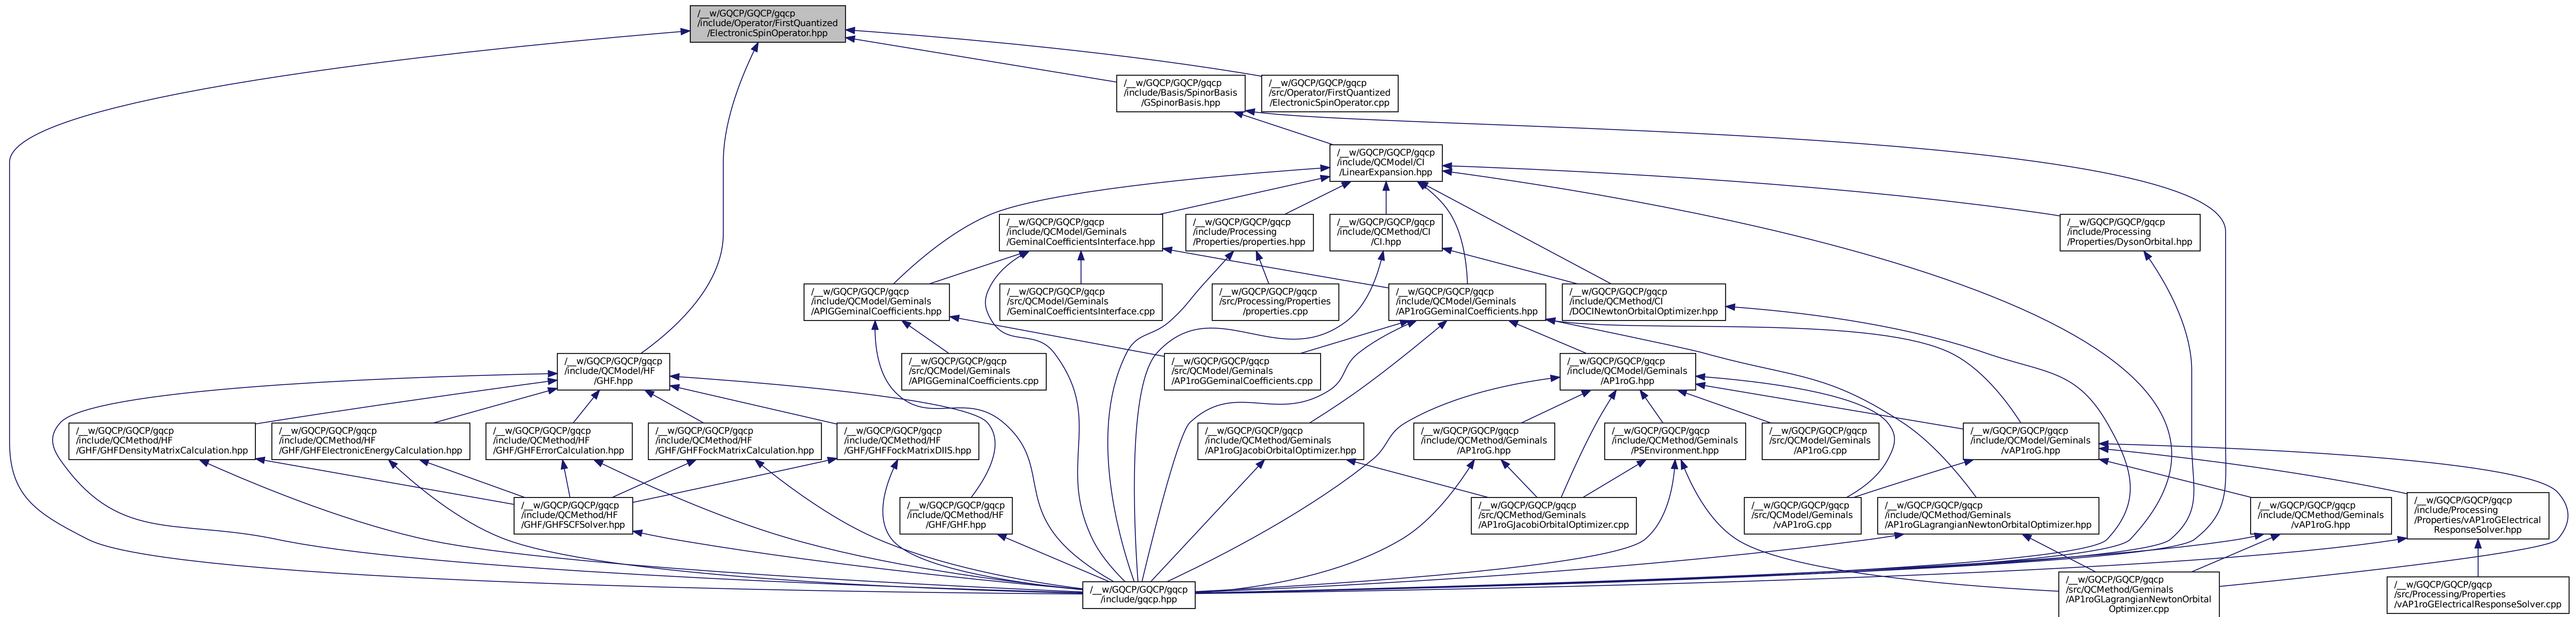 /__w/GQCP/GQCP/gqcp
/include/Operator/FirstQuantized
/ElectronicSpinOperator.hpp
/__w/GQCP/GQCP/gqcp
/include/Basis/SpinorBasis
/GSpinorBasis.hpp
/__w/GQCP/GQCP/gqcp
/src/Operator/FirstQuantized
/ElectronicSpinOperator.cpp
/__w/GQCP/GQCP/gqcp
/include/QCModel/CI
/LinearExpansion.hpp
/__w/GQCP/GQCP/gqcp
/include/QCModel/Geminals
/GeminalCoefficientsInterface.hpp
/__w/GQCP/GQCP/gqcp
/include/Processing
/Properties/properties.hpp
/__w/GQCP/GQCP/gqcp
/include/QCMethod/CI
/CI.hpp
/__w/GQCP/GQCP/gqcp
/include/Processing
/Properties/DysonOrbital.hpp
/__w/GQCP/GQCP/gqcp
/include/QCModel/Geminals
/APIGGeminalCoefficients.hpp
/__w/GQCP/GQCP/gqcp
/src/QCModel/Geminals
/GeminalCoefficientsInterface.cpp
/__w/GQCP/GQCP/gqcp
/src/Processing/Properties
/properties.cpp
/__w/GQCP/GQCP/gqcp
/include/QCModel/Geminals
/AP1roGGeminalCoefficients.hpp
/__w/GQCP/GQCP/gqcp
/include/QCMethod/CI
/DOCINewtonOrbitalOptimizer.hpp
/__w/GQCP/GQCP/gqcp
/include/QCModel/HF
/GHF.hpp
/__w/GQCP/GQCP/gqcp
/src/QCModel/Geminals
/APIGGeminalCoefficients.cpp
/__w/GQCP/GQCP/gqcp
/src/QCModel/Geminals
/AP1roGGeminalCoefficients.cpp
/__w/GQCP/GQCP/gqcp
/include/QCModel/Geminals
/AP1roG.hpp
/__w/GQCP/GQCP/gqcp
/include/QCMethod/HF
/GHF/GHFDensityMatrixCalculation.hpp
/__w/GQCP/GQCP/gqcp
/include/QCMethod/HF
/GHF/GHFElectronicEnergyCalculation.hpp
/__w/GQCP/GQCP/gqcp
/include/QCMethod/HF
/GHF/GHFErrorCalculation.hpp
/__w/GQCP/GQCP/gqcp
/include/QCMethod/HF
/GHF/GHFFockMatrixCalculation.hpp
/__w/GQCP/GQCP/gqcp
/include/QCMethod/HF
/GHF/GHFFockMatrixDIIS.hpp
/__w/GQCP/GQCP/gqcp
/include/QCMethod/Geminals
/AP1roGJacobiOrbitalOptimizer.hpp
/__w/GQCP/GQCP/gqcp
/include/QCMethod/Geminals
/AP1roG.hpp
/__w/GQCP/GQCP/gqcp
/include/QCMethod/Geminals
/PSEnvironment.hpp
/__w/GQCP/GQCP/gqcp
/src/QCModel/Geminals
/AP1roG.cpp
/__w/GQCP/GQCP/gqcp
/include/QCModel/Geminals
/vAP1roG.hpp
/__w/GQCP/GQCP/gqcp
/include/QCMethod/HF
/GHF/GHFSCFSolver.hpp
/__w/GQCP/GQCP/gqcp
/include/QCMethod/HF
/GHF/GHF.hpp
/__w/GQCP/GQCP/gqcp
/src/QCMethod/Geminals
/AP1roGJacobiOrbitalOptimizer.cpp
/__w/GQCP/GQCP/gqcp
/src/QCModel/Geminals
/vAP1roG.cpp
/__w/GQCP/GQCP/gqcp
/include/QCMethod/Geminals
/AP1roGLagrangianNewtonOrbitalOptimizer.hpp
/__w/GQCP/GQCP/gqcp
/include/QCMethod/Geminals
/vAP1roG.hpp
/__w/GQCP/GQCP/gqcp
/include/Processing
/Properties/vAP1roGElectrical
ResponseSolver.hpp
/__w/GQCP/GQCP/gqcp
/include/gqcp.hpp
/__w/GQCP/GQCP/gqcp
/src/QCMethod/Geminals
/AP1roGLagrangianNewtonOrbital
Optimizer.cpp
/__w/GQCP/GQCP/gqcp
/src/Processing/Properties
/vAP1roGElectricalResponseSolver.cpp